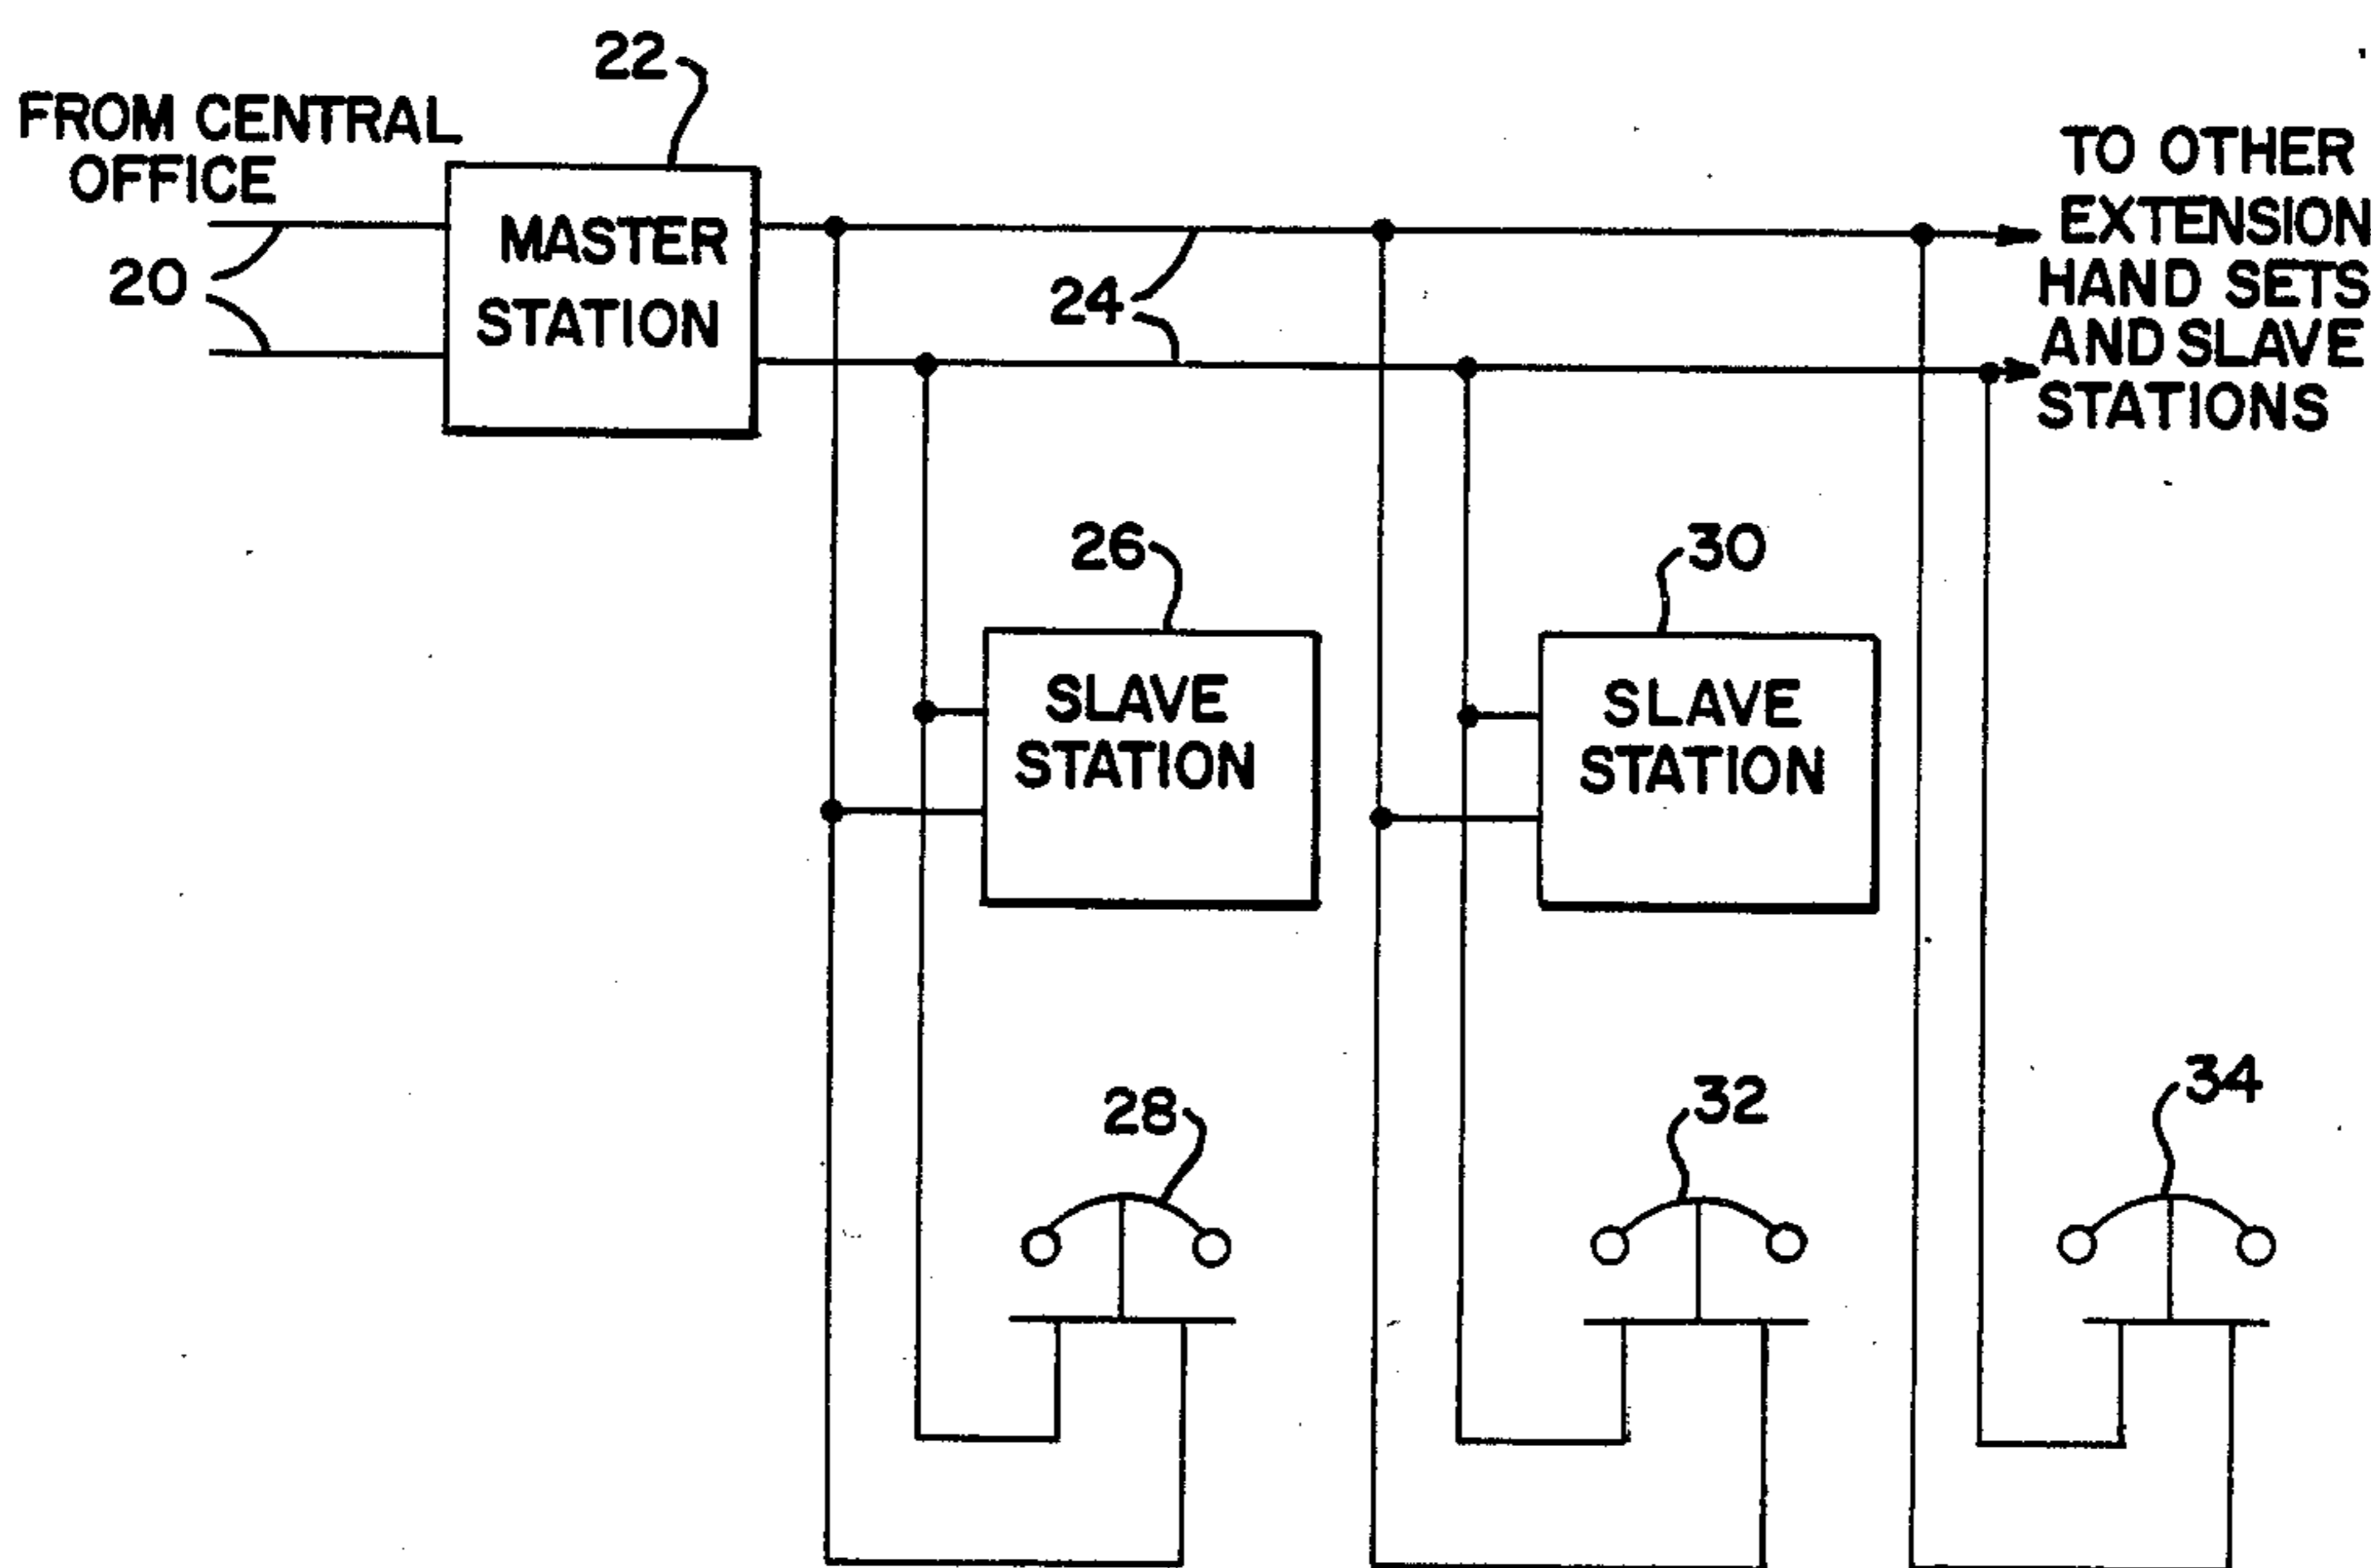 22
FROM CENTRAL
OFFICE
TO OTHER
EXTENSION
HAND SETS
AND SLAVE
STATIONS
MASTER
STATION
20
24
26
30
SLAVE
STATION
SLAVE
STATION
28
32
34